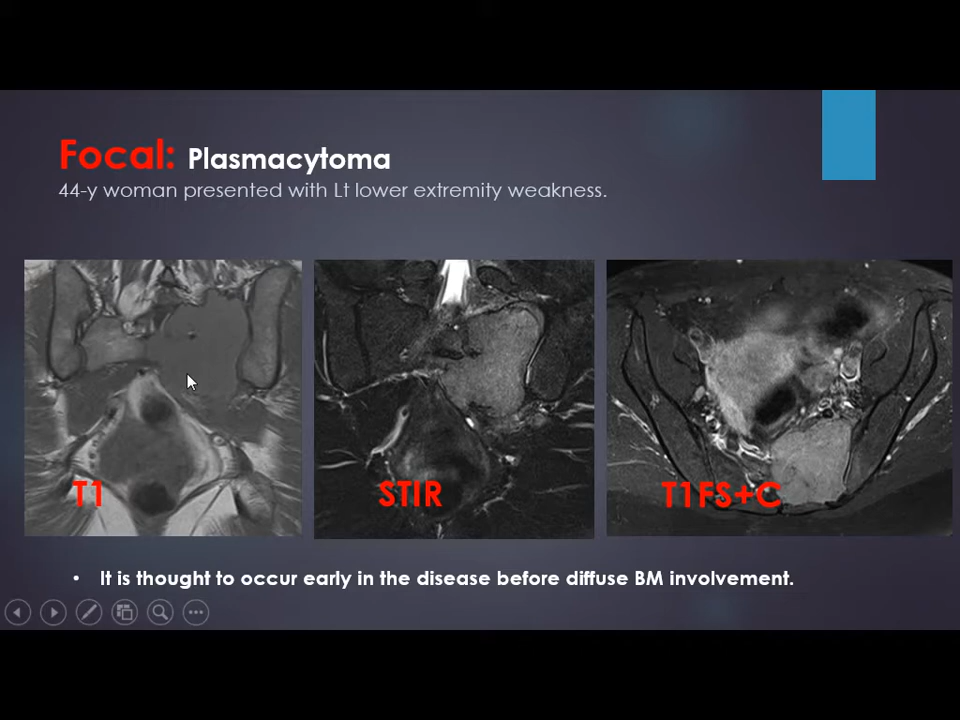 Focal: Plasmacytoma
44-y woman presented with Lt lower extremity weakness.
T1
STIR
T1FS+C
• It is thought to occur early in the disease before diffuse BM involvement.